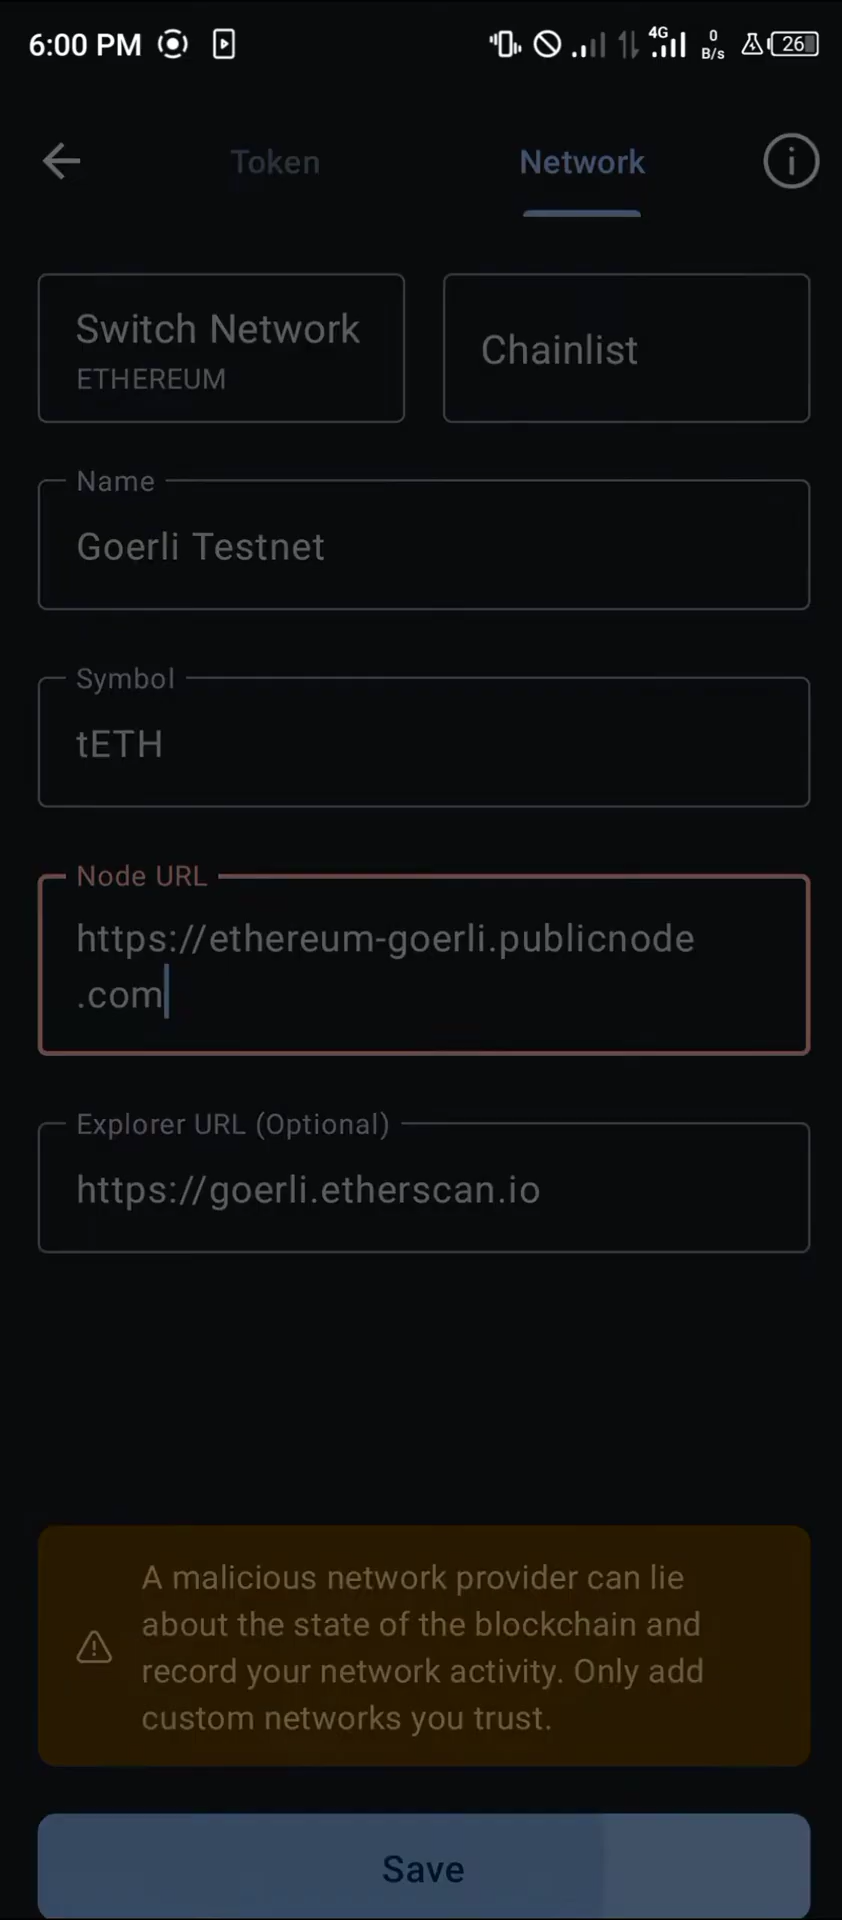 6:00 PM
4G
0
B/s
26
Token
Network
Switch Network
ETHEREUM
Chainlist
Name
Goerli Testnet
Symbol
tETH
Node URL
https://ethereum-goerli.publicnode
.com
Explorer URL (Optional)
https://goerli.etherscan.io
A malicious network provider can lie
about the state of the blockchain and
record your network activity. Only add
custom networks you trust.
Save